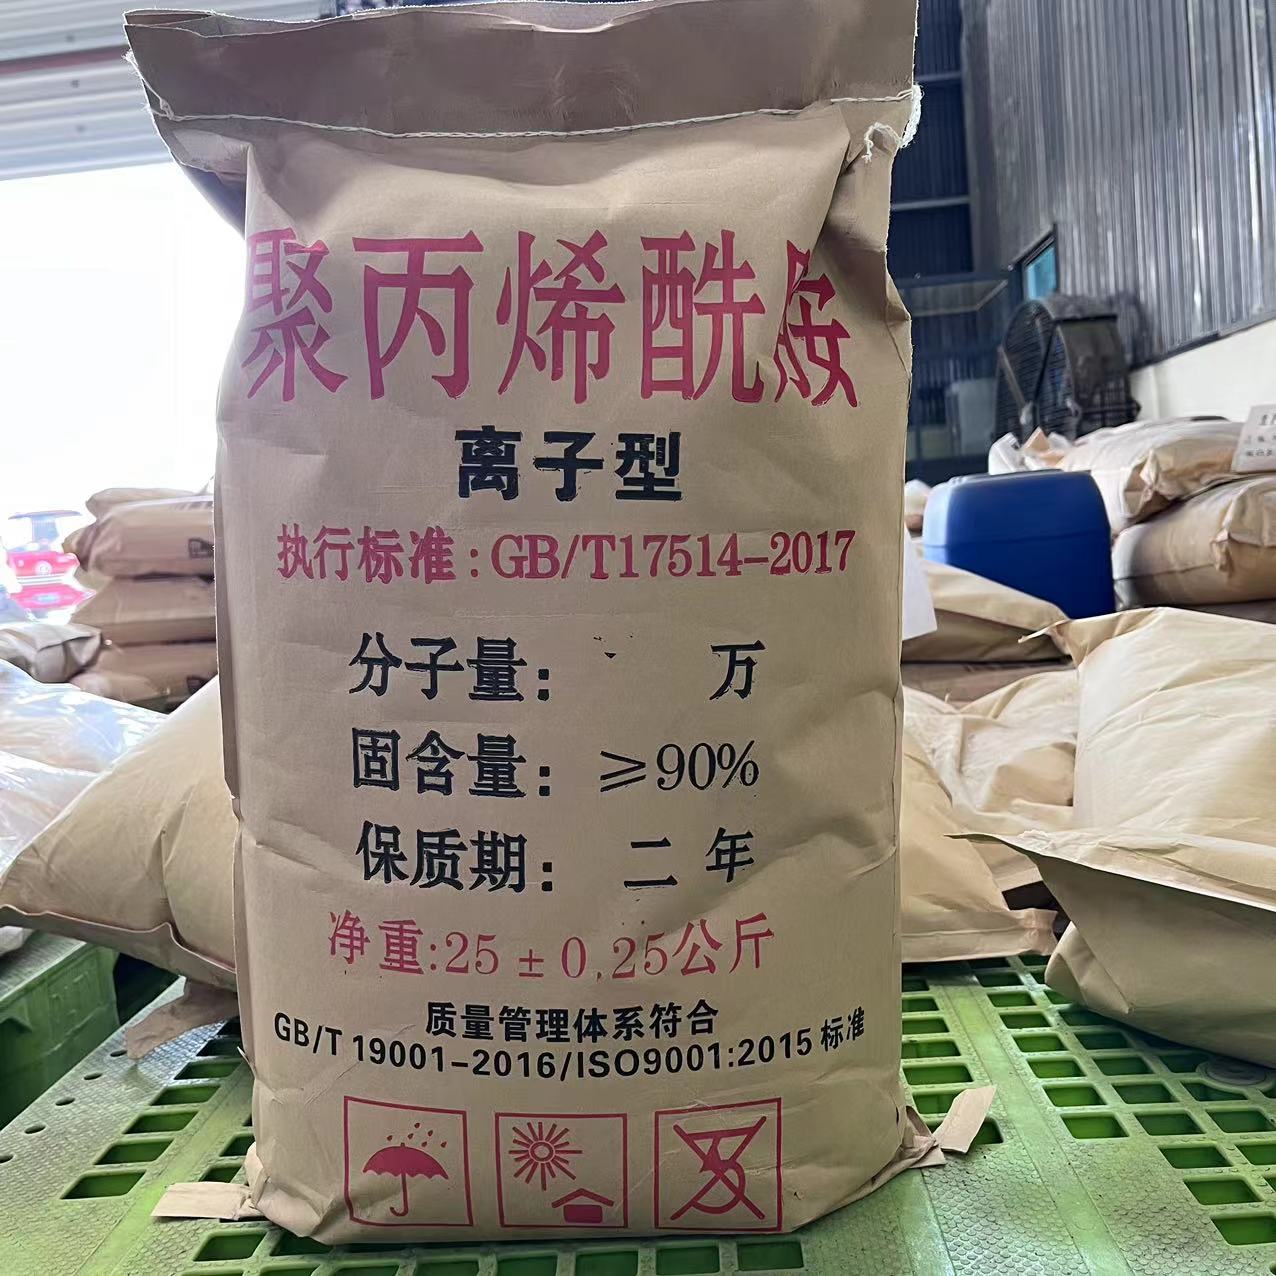 聚丙烯酰胺
离子型
执行标准:GB/T17514-2017
分子量: 万
固含量: ≥90%
保质期: 二年
净重:25±0.25公斤
质量管理体系符合
GB/T 19001-2016/ISO9001:2015 标准